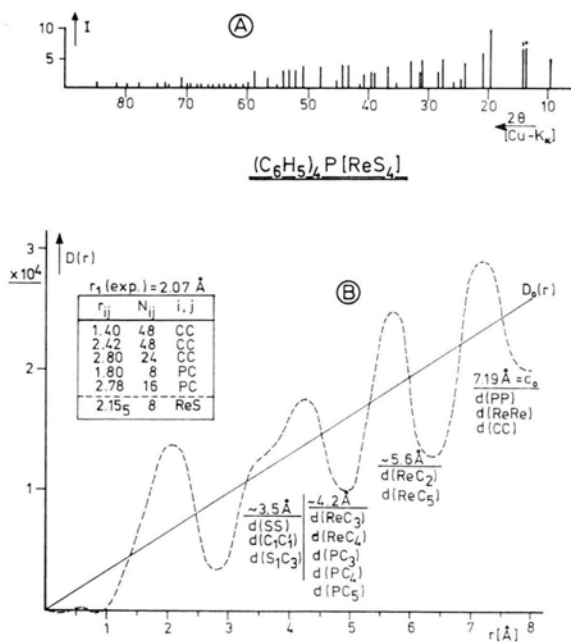 10 I Ⓐ
5
80 70 60 50 40 30 20 10
2θ
[Cu-Kα]
(C6H5)4 P [ReS4]
3 D(r)
×10⁴
r1 (exp.) = 2.07 Å Ⓑ D₀(r)
rij Nij i, j
1.40 48 CC
2.42 48 CC
2.80 24 CC
1.80 8 PC
2.78 16 PC
2.15₅ 8 ReS
2
7.19 Å = c₀
d(PP)
d(ReRe)
d(CC)
~5.6 Å
d(ReC2)
d(ReC5)
1
~3.5 Å
d(SS)
d(C1C1')
d(S1C3)
~4.2 Å
d(ReC3)
d(ReC4)
d(PC3)
d(PC4)
d(PC5)
0 1 2 3 4 5 6 7 r[Å] 8